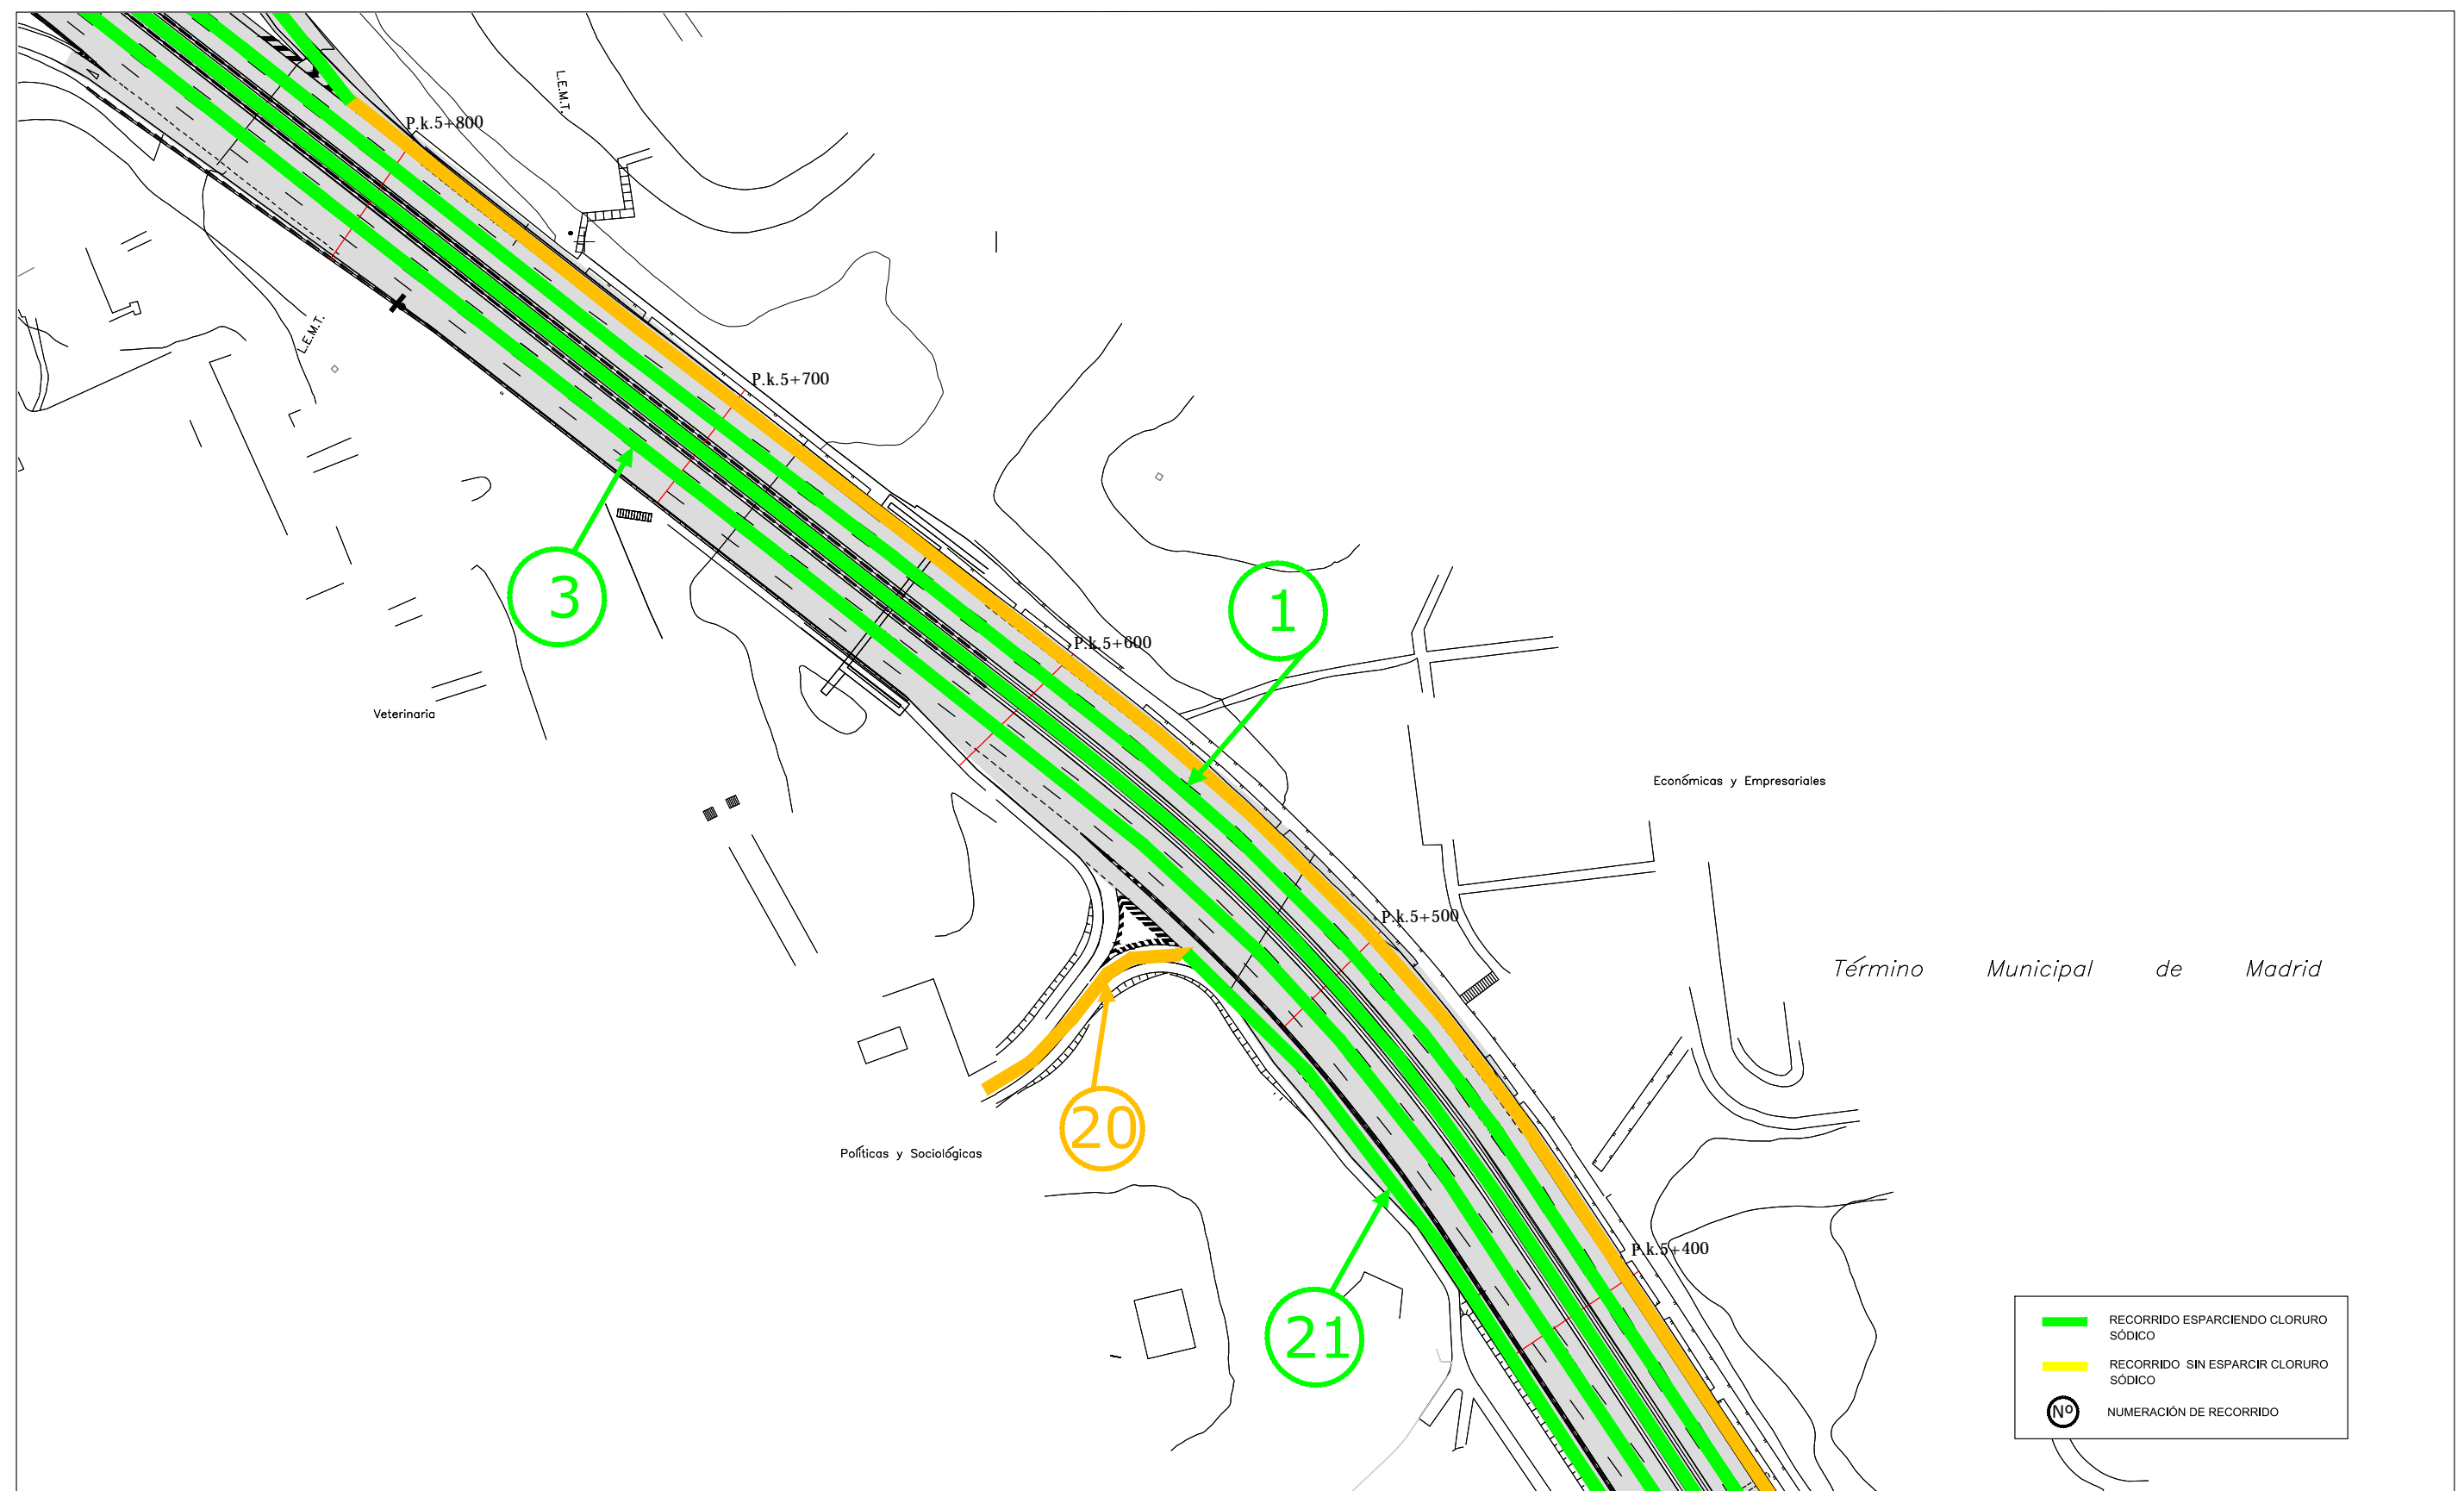 L.E.M.T.
P.k.5+800
L.E.M.T.
P.k.5+700
3
1
P.k.5+600
Veterinaria
Económicas y Empresariales
P.k.5+500
Término Municipal de Madrid
20
Políticas y Sociológicas
P.k.5+400
21
RECORRIDO ESPARCIENDO CLORURO
SÓDICO
RECORRIDO SIN ESPARCIR CLORURO
SÓDICO
Nº NUMERACIÓN DE RECORRIDO